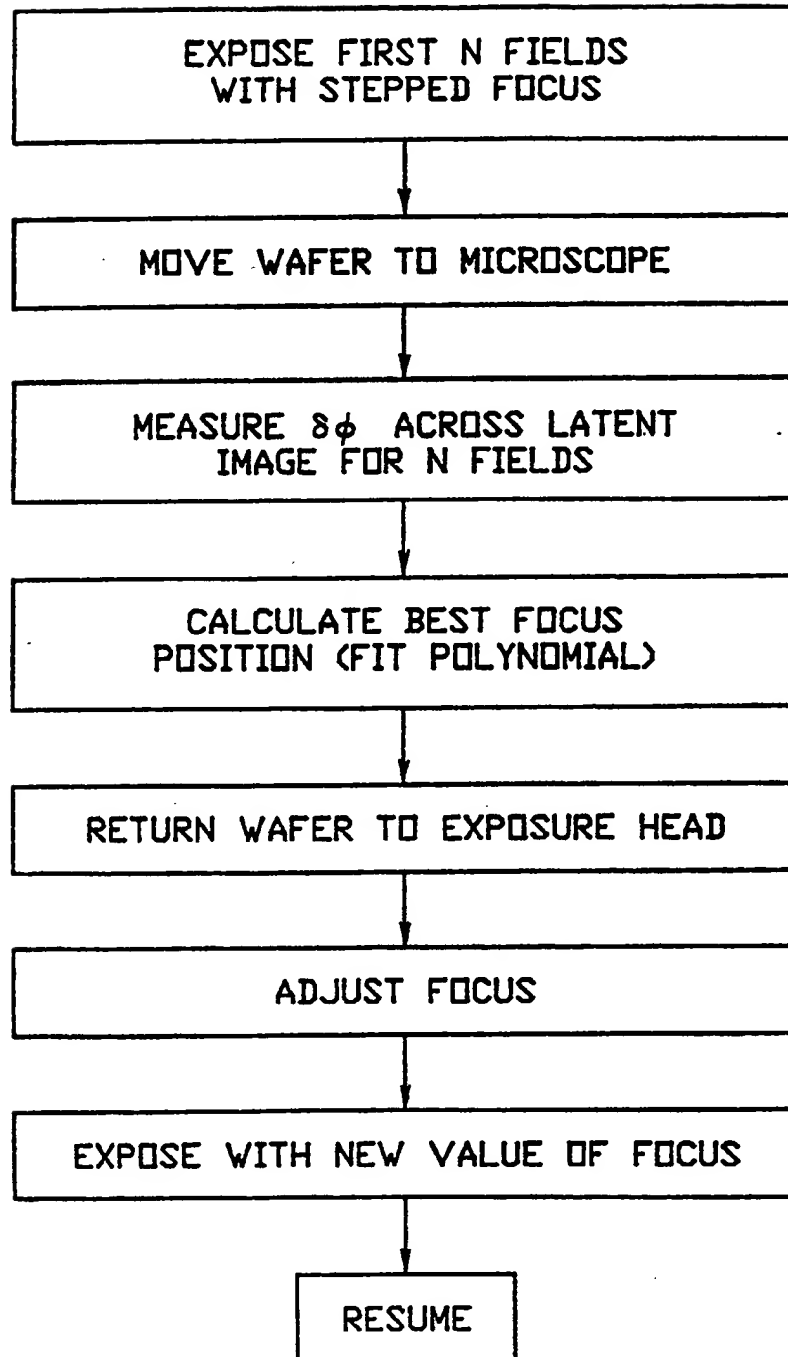 EXPOSE FIRST N FIELDS
WITH STEPPED FOCUS
MOVE WAFER TO MICROSCOPE
MEASURE δϕ ACROSS LATENT
IMAGE FOR N FIELDS
CALCULATE BEST FOCUS
POSITION (FIT POLYNOMIAL)
RETURN WAFER TO EXPOSURE HEAD
ADJUST FOCUS
EXPOSE WITH NEW VALUE OF FOCUS
RESUME